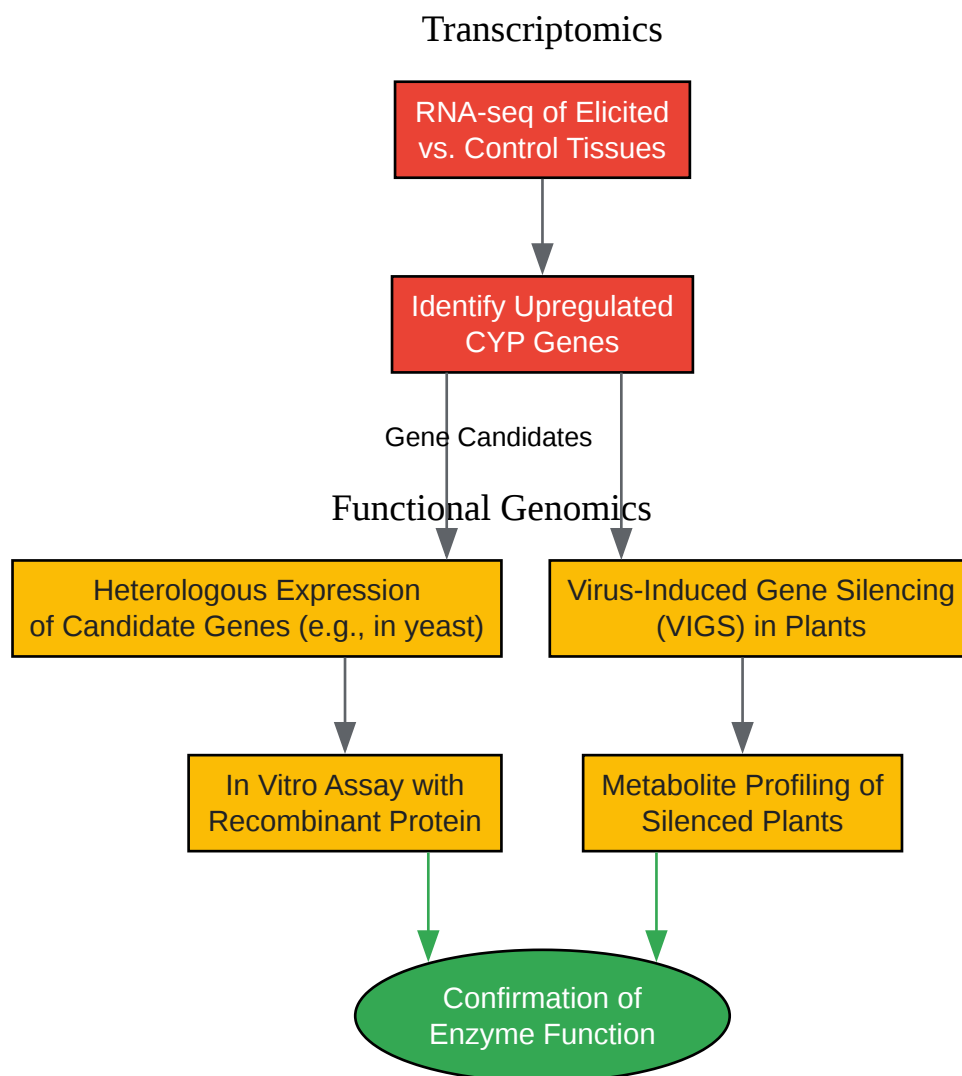 Transcriptomics
RNA-seq of Elicited
vs. Control Tissues
Identify Upregulated
CYP Genes
Gene Candidates
Functional Genomics
Heterologous Expression
of Candidate Genes (e.g., in yeast)
Virus-Induced Gene Silencing
(VIGS) in Plants
In Vitro Assay with
Recombinant Protein
Metabolite Profiling of
Silenced Plants
Confirmation of
Enzyme Function